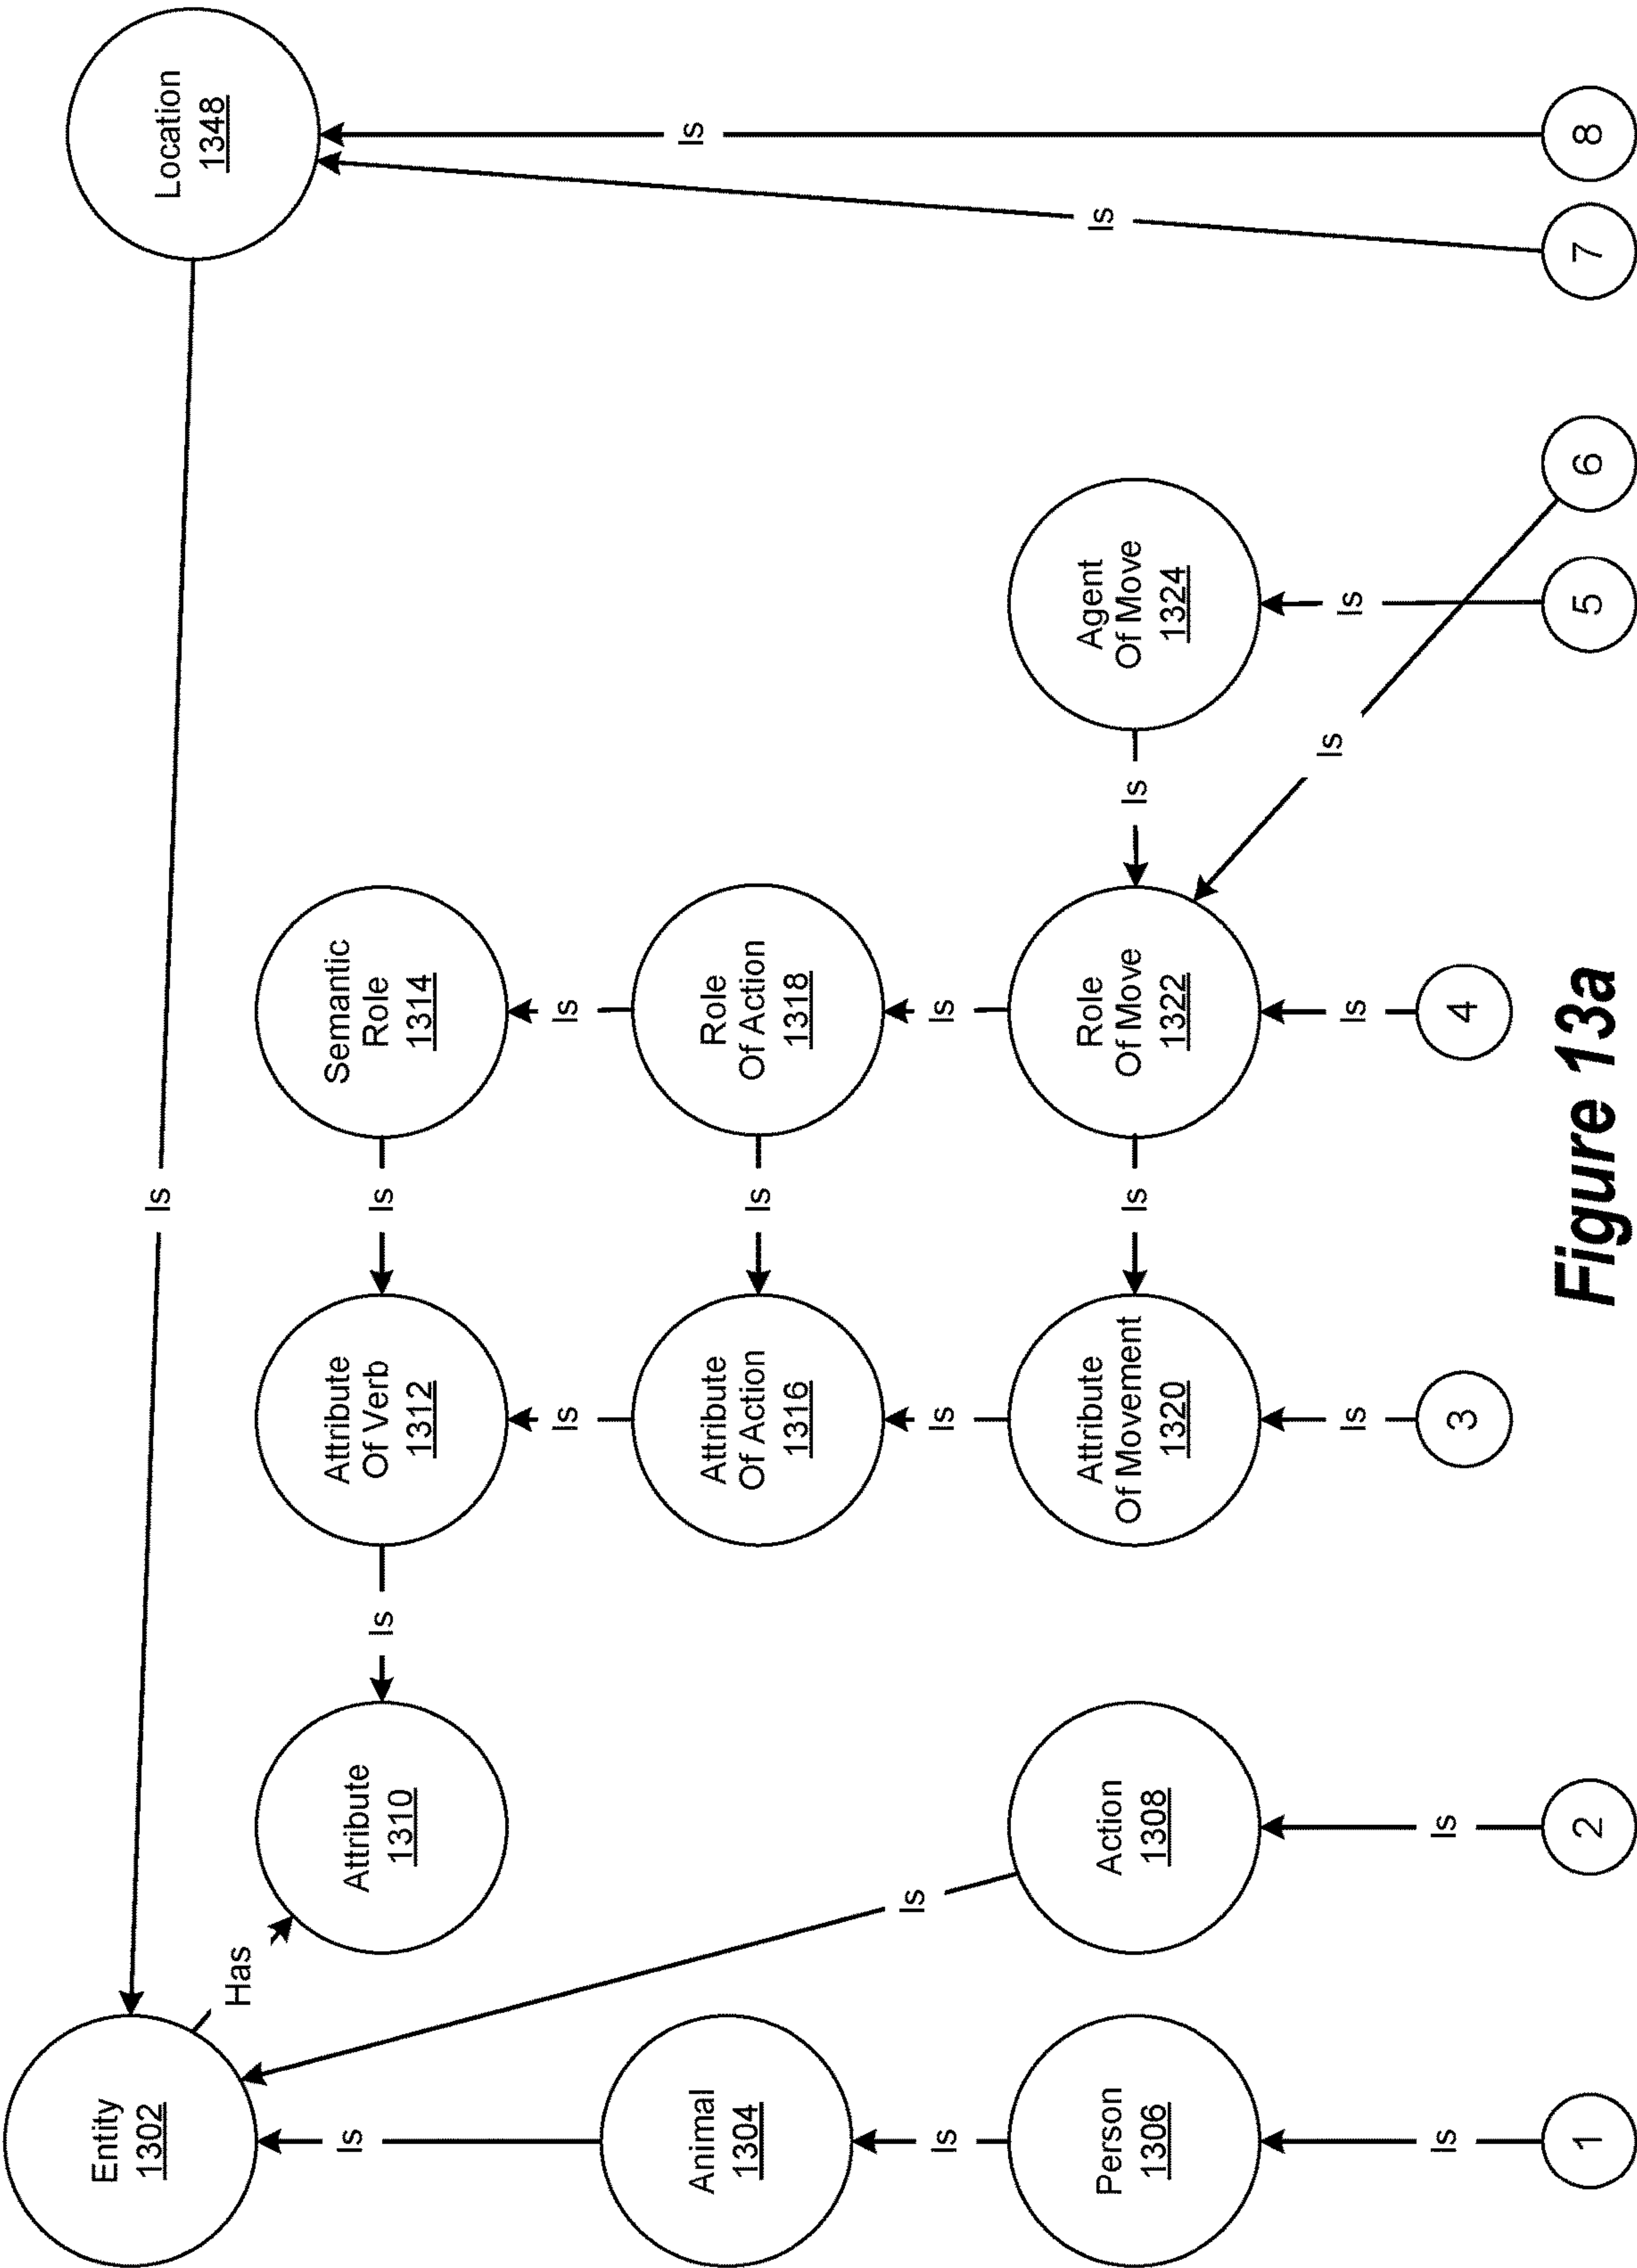 Entity
1302
Is
Location
1348
Has
Attribute
1310
Is
Attribute
Of Verb
1312
Is
Semantic
Role
1314
Is
Is
Is
Is
Is
Animal
1304
Attribute
Of Action
1316
Is
Role
Of Action
1318
Is
Is
Is
Is
Person
1306
Action
1308
Attribute
Of Movement
1320
Is
Role
Of Move
1322
Is
Agent
Of Move
1324
Is
Is
Is
Is
Is
Is
Is
1
2
3
4
5
6
7
8
Figure 13a